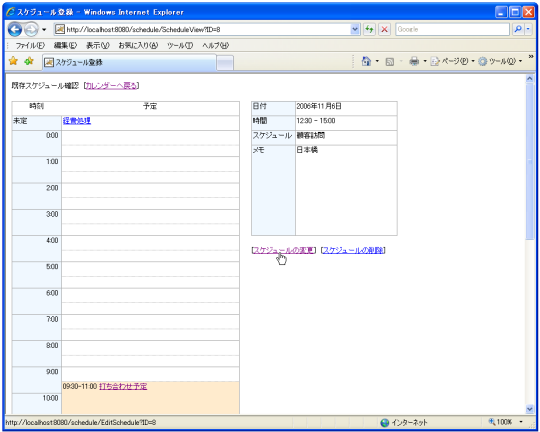 スケジュール登録 - Windows Internet Explorer
http://localhost:8080/schedule/ScheduleView?ID=8
Google
ファイル(F) 編集(E) 表示(V) お気に入り(A) ツール(T) ヘルプ(H)
スケジュール登録
ページ(P) ツール(O)
既存スケジュール確認 [カレンダーへ戻る]
時刻 予定
未定 経費処理
0:00
1:00
2:00
3:00
4:00
5:00
6:00
7:00
8:00
9:00
09:30-11:00 打ち合わせ予定
10:00
日付 2006年11月6日
時間 12:30 - 15:00
スケジュール 顧客訪問
メモ 日本橋
[スケジュールの変更] [スケジュールの削除]
http://localhost:8080/schedule/EditSchedule?ID=8
インターネット
100%